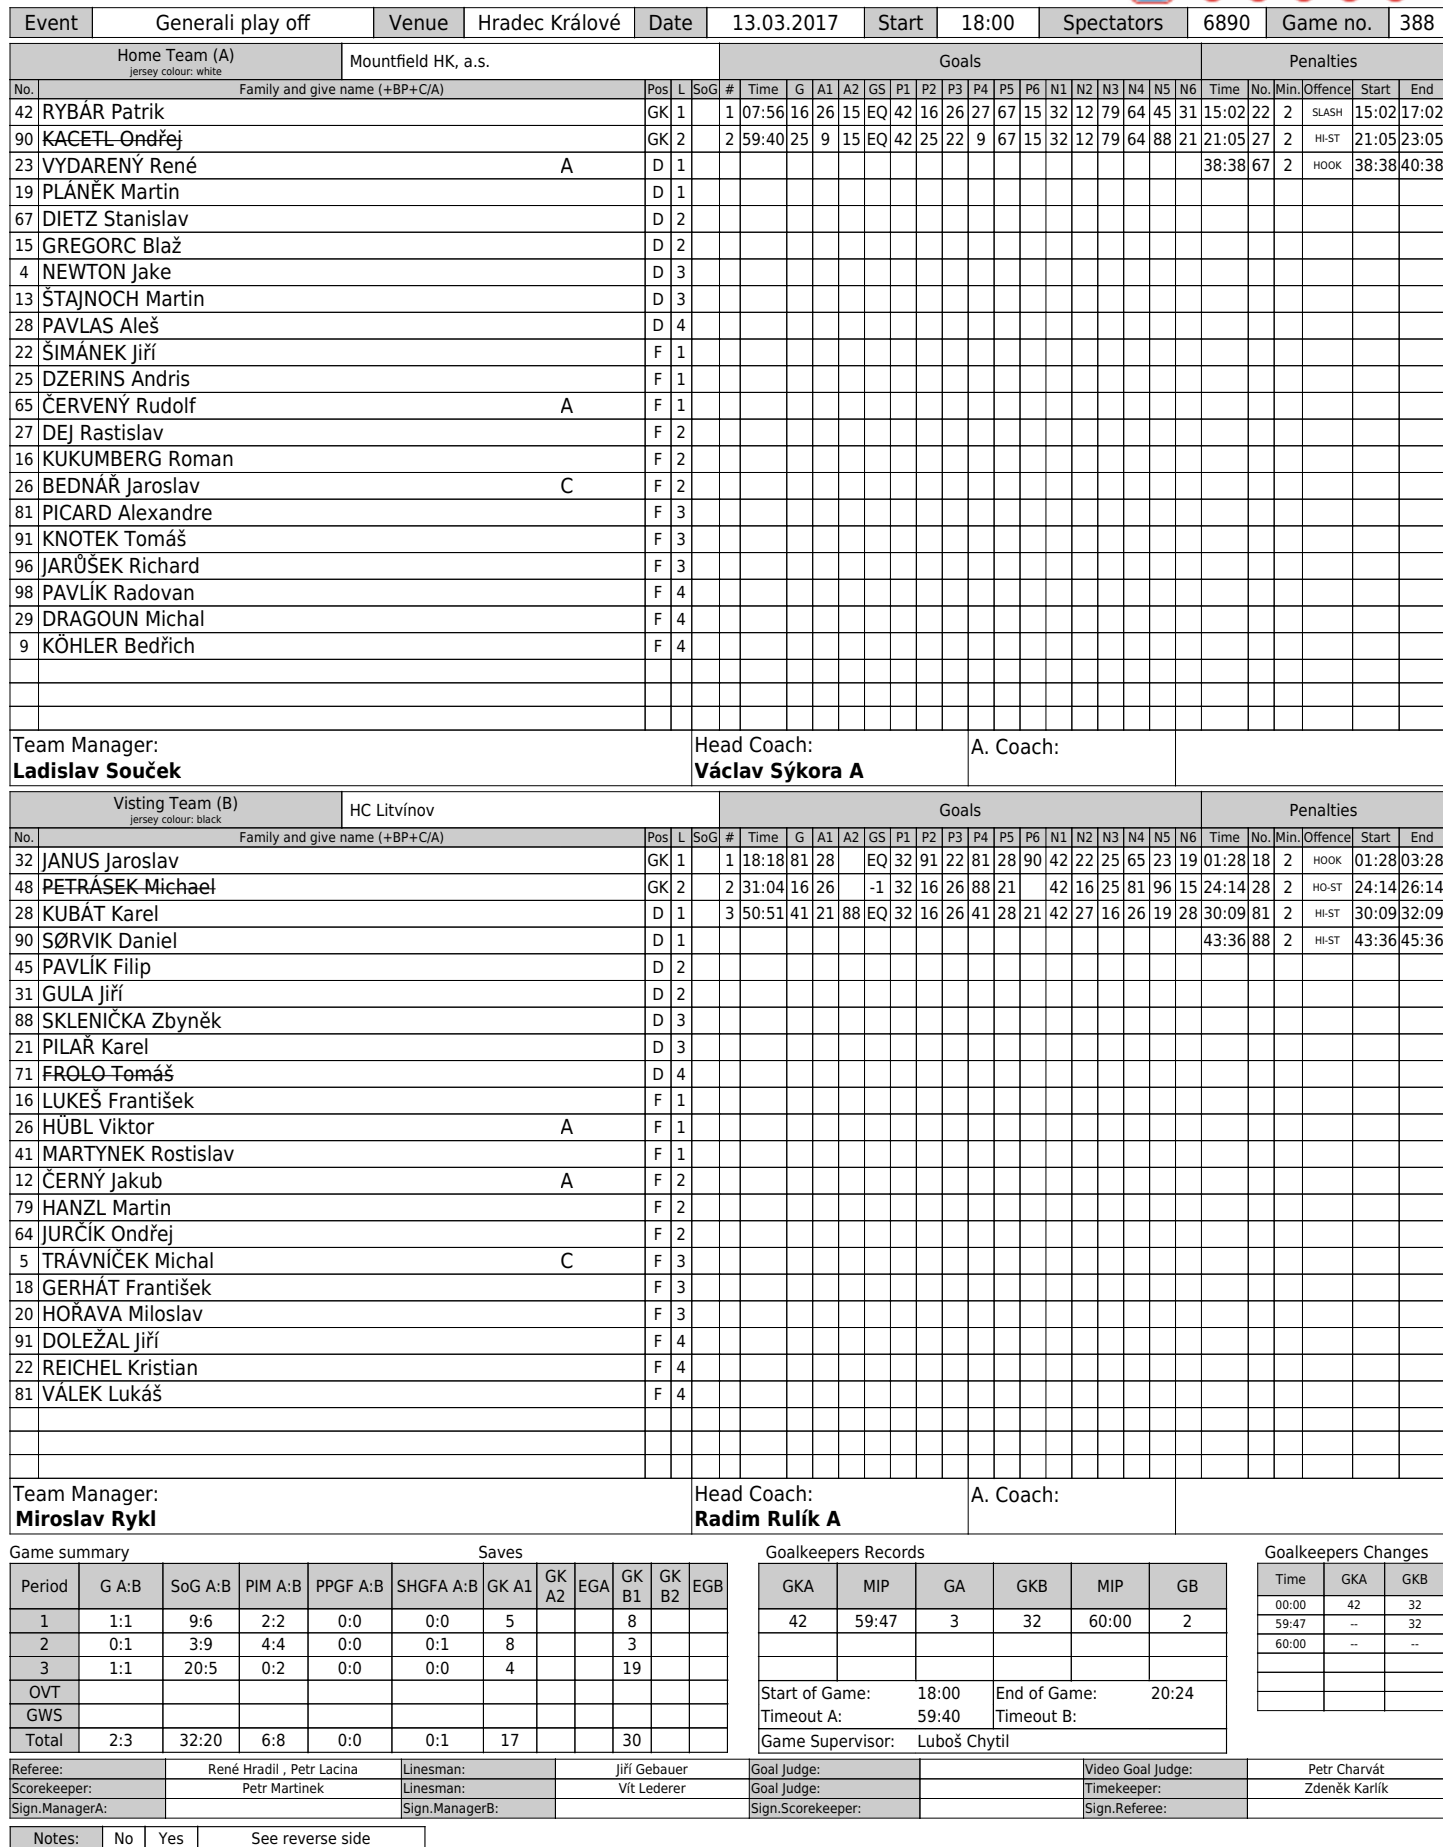 Event Generali play off Venue Hradec Králové Date 13.03.2017 Start 18:00 Spectators 6890 Game no. 388
Home Team (A) Mountfield HK, a.s. Goals Penalties
jersey colour: white
No. Family and give name (+BP+C/A) Pos L SoG # Time G A1 A2 GS P1 P2 P3 P4 P5 P6 N1 N2 N3 N4 N5 N6 Time No. Min. Offence Start End
42 RYBÁR Patrik GK 1 1 07:56 16 26 15 EQ 42 16 26 27 67 15 32 12 79 64 45 31 15:02 22 2 SLASH 15:02 17:02
90 KACETL Ondřej GK 2 2 59:40 25 9 15 EQ 42 25 22 9 67 15 32 12 79 64 88 21 21:05 27 2 HI-ST 21:05 23:05
23 VYDARENÝ René A D 1 38:38 67 2 HOOK 38:38 40:38
19 PLÁNĚK Martin D 1
67 DIETZ Stanislav D 2
15 GREGORC Blaž D 2
4 NEWTON Jake D 3
13 ŠTAJNOCH Martin D 3
28 PAVLAS Aleš D 4
22 ŠIMÁNEK Jiří F 1
25 DZERINS Andris F 1
65 ČERVENÝ Rudolf A F 1
27 DEJ Rastislav F 2
16 KUKUMBERG Roman F 2
26 BEDNÁŘ Jaroslav C F 2
81 PICARD Alexandre F 3
91 KNOTEK Tomáš F 3
96 JARŮŠEK Richard F 3
98 PAVLÍK Radovan F 4
29 DRAGOUN Michal F 4
9 KÖHLER Bedřich F 4
Team Manager: Head Coach: A. Coach:
Ladislav Souček Václav Sýkora A
Visting Team (B) HC Litvínov Goals Penalties
jersey colour: black
No. Family and give name (+BP+C/A) Pos L SoG # Time G A1 A2 GS P1 P2 P3 P4 P5 P6 N1 N2 N3 N4 N5 N6 Time No. Min. Offence Start End
32 JANUS Jaroslav GK 1 1 18:18 81 28 EQ 32 91 22 81 28 90 42 22 25 65 23 19 01:28 18 2 HOOK 01:28 03:28
48 PETRÁSEK Michael GK 2 2 31:04 16 26 -1 32 16 26 88 21 42 16 25 81 96 15 24:14 28 2 HO-ST 24:14 26:14
28 KUBÁT Karel D 1 3 50:51 41 21 88 EQ 32 16 26 41 28 21 42 27 16 26 19 28 30:09 81 2 HI-ST 30:09 32:09
90 SØRVIK Daniel D 1 43:36 88 2 HI-ST 43:36 45:36
45 PAVLÍK Filip D 2
31 GULA Jiří D 2
88 SKLENIČKA Zbyněk D 3
21 PILAŘ Karel D 3
71 FROLO Tomáš D 4
16 LUKEŠ František F 1
26 HÜBL Viktor A F 1
41 MARTYNEK Rostislav F 1
12 ČERNÝ Jakub A F 2
79 HANZL Martin F 2
64 JURČÍK Ondřej F 2
5 TRÁVNÍČEK Michal C F 3
18 GERHÁT František F 3
20 HOŘAVA Miloslav F 3
91 DOLEŽAL Jiří F 4
22 REICHEL Kristian F 4
81 VÁLEK Lukáš F 4
Team Manager: Head Coach: A. Coach:
Miroslav Rykl Radim Rulík A
Game summary Saves Goalkeepers Records Goalkeepers Changes
Period G A:B SoG A:B PIM A:B PPGF A:B SHGFA A:B GK A1 GK A2 EGA GK B1 GK B2 EGB GKA MIP GA GKB MIP GB Time GKA GKB
1 1:1 9:6 2:2 0:0 0:0 5 8 42 59:47 3 32 60:00 2 00:00 42 32
2 0:1 3:9 4:4 0:0 0:1 8 3 59:47 -- 32
3 1:1 20:5 0:2 0:0 0:0 4 19 60:00 -- --
OVT Start of Game: 18:00 End of Game: 20:24
GWS Timeout A: 59:40 Timeout B:
Total 2:3 32:20 6:8 0:0 0:1 17 30 Game Supervisor: Luboš Chytil
Referee: René Hradil , Petr Lacina Linesman: Jiří Gebauer Goal Judge: Video Goal Judge: Petr Charvát
Scorekeeper: Petr Martinek Linesman: Vít Lederer Goal Judge: Timekeeper: Zdeněk Karlík
Sign.ManagerA: Sign.ManagerB: Sign.Scorekeeper: Sign.Referee:
Notes: No Yes See reverse side